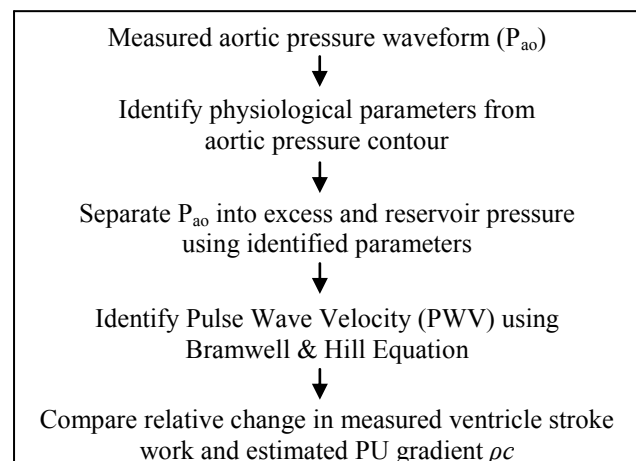 Measured aortic pressure waveform (Pao)
Identify physiological parameters from
aortic pressure contour
Separate Pao into excess and reservoir pressure
using identified parameters
Identify Pulse Wave Velocity (PWV) using
Bramwell & Hill Equation
Compare relative change in measured ventricle stroke
work and estimated PU gradient ρc